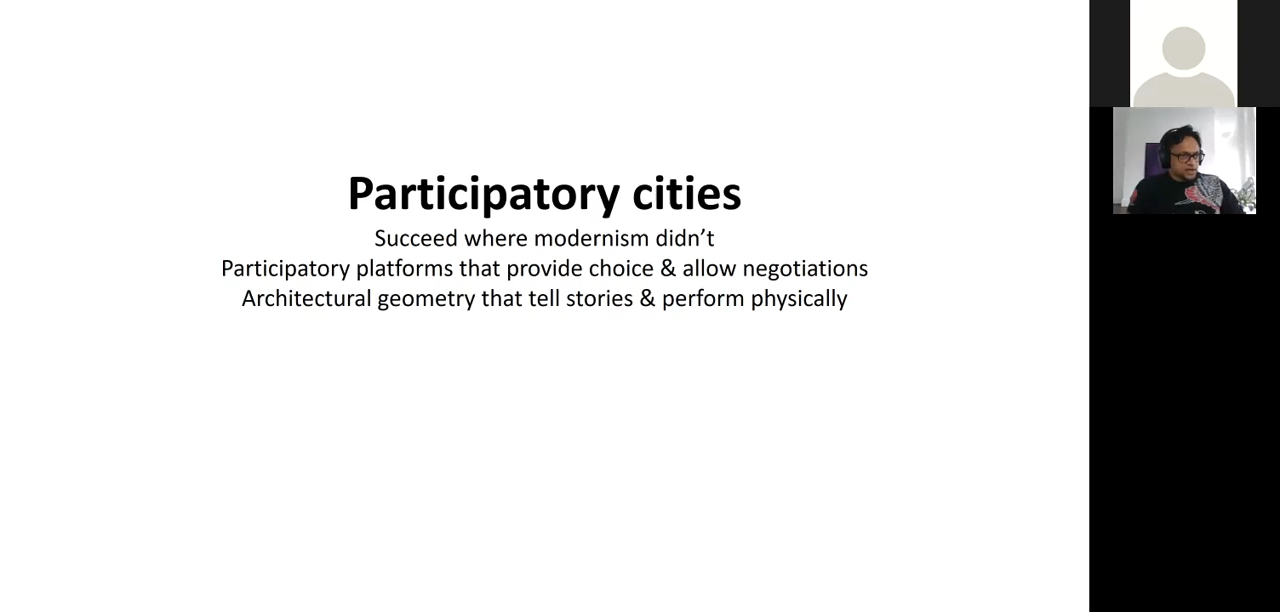 Participatory cities
Succeed where modernism didn’t
Participatory platforms that provide choice & allow negotiations
Architectural geometry that tell stories & perform physically